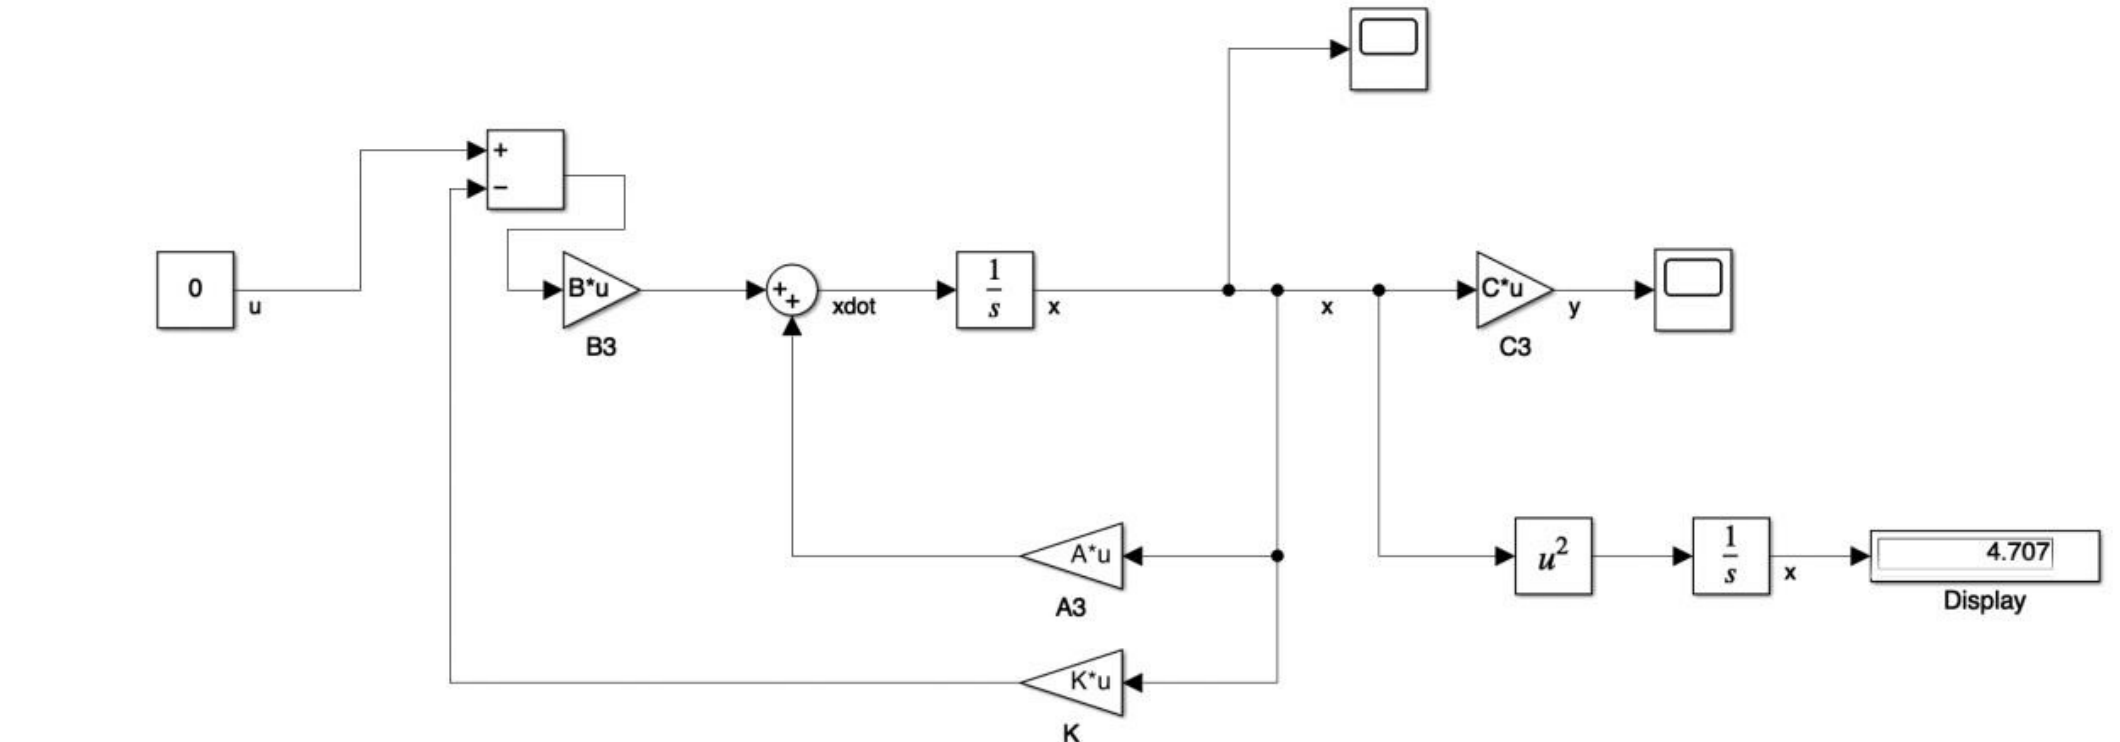 +
−
0
u
B*u
B3
+
+
xdot
1
s
x
x
C*u
C3
y
A*u
A3
u²
1
s
x
4.707
Display
K*u
K